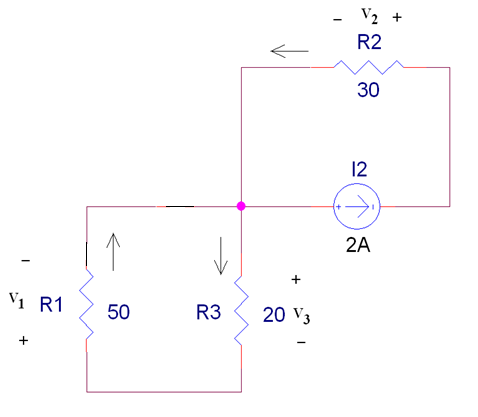 − V2 +
R2
30
I2
+ -
2A
−
V1 R1 50
+
+
R3 20 V3
−